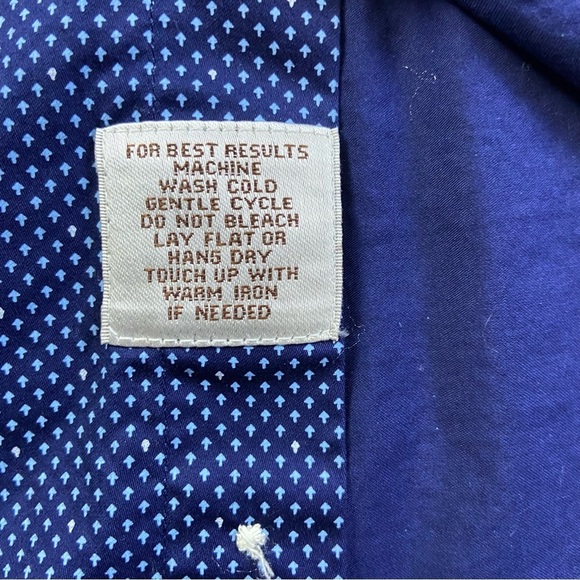 FOR BEST RESULTS
MACHINE
WASH COLD
GENTLE CYCLE
DO NOT BLEACH
LAY FLAT OR
HANG DRY
TOUCH UP WITH
WARM IRON
IF NEEDED